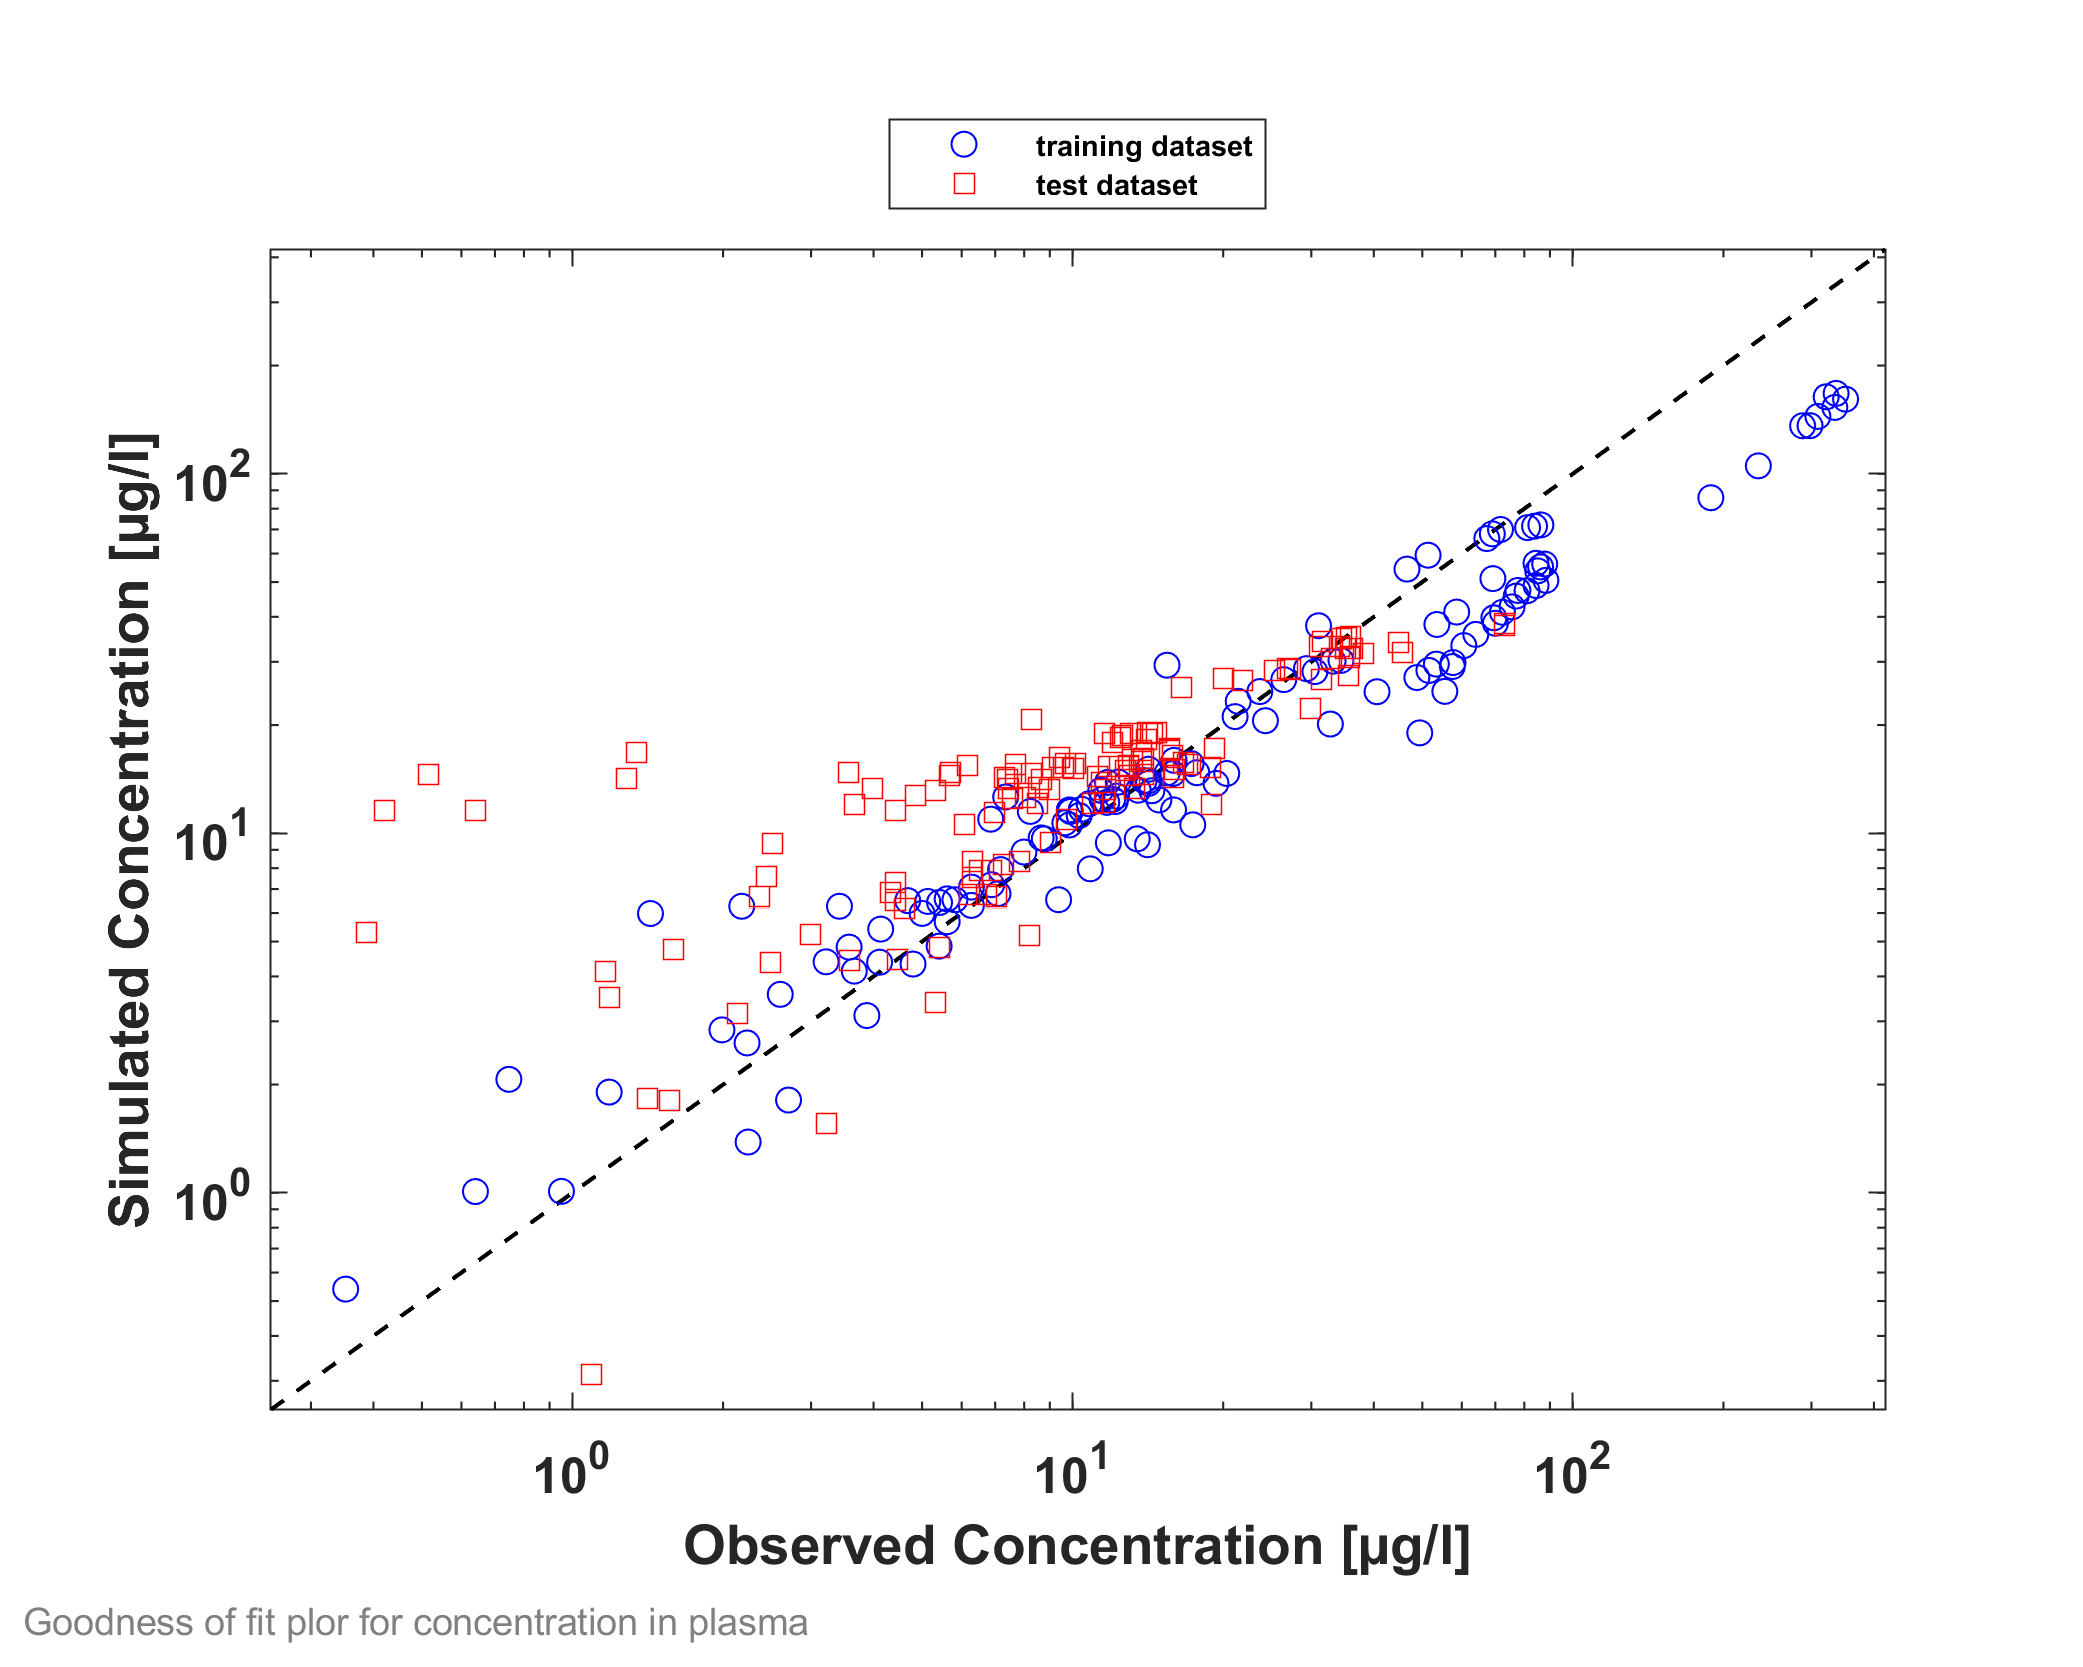 training dataset
test dataset
Simulated Concentration [µg/l]
10²
10¹
10⁰
10⁰ 10¹ 10²
Observed Concentration [µg/l]
Goodness of fit plor for concentration in plasma